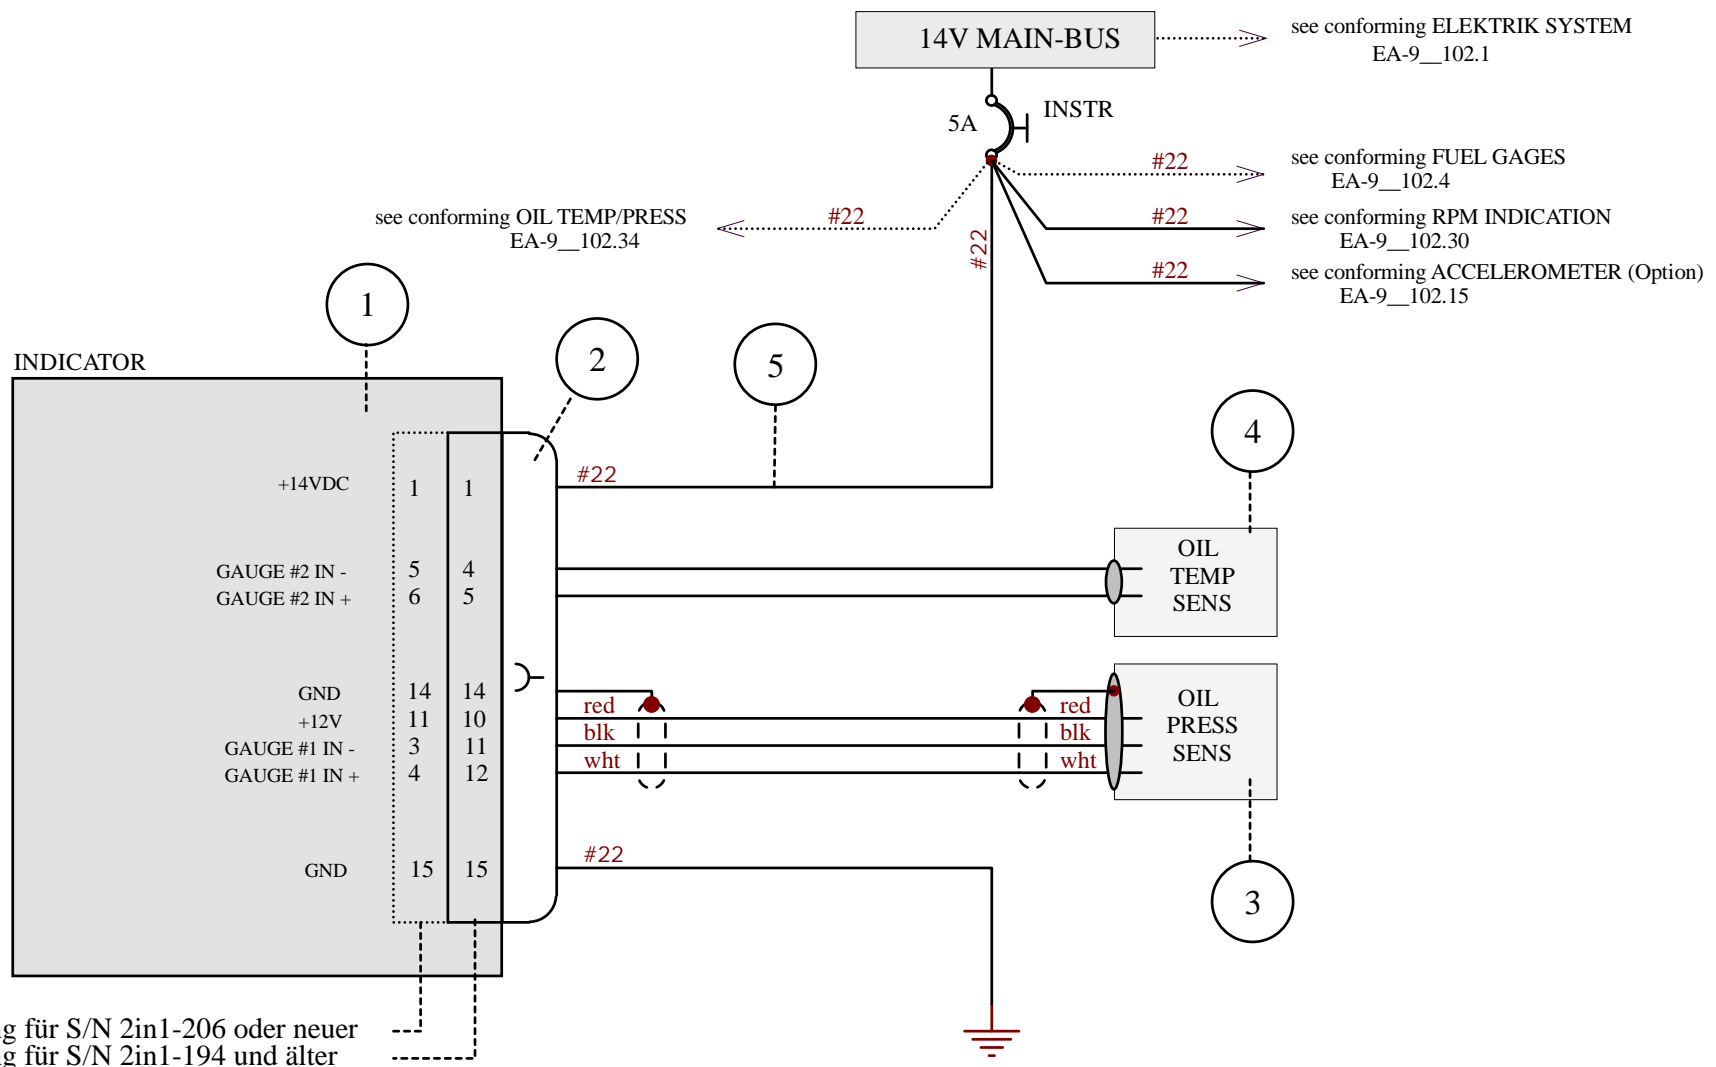 14V MAIN-BUS
see conforming ELEKTRIK SYSTEM
EA-9__102.1
5A
INSTR
#22
see conforming FUEL GAGES
EA-9__102.4
see conforming OIL TEMP/PRESS
EA-9__102.34
#22
#22
#22
see conforming RPM INDICATION
EA-9__102.30
#22
see conforming ACCELEROMETER (Option)
EA-9__102.15
1
2
5
4
INDICATOR
+14VDC
1
1
#22
GAUGE #2 IN -
5
4
GAUGE #2 IN +
6
5
OIL
TEMP
SENS
GND
14
14
+12V
11
10
red
red
GAUGE #1 IN -
3
11
blk
blk
GAUGE #1 IN +
4
12
wht
wht
OIL
PRESS
SENS
GND
15
15
#22
3
für S/N 2in1-206 oder neuer
für S/N 2in1-194 und älter